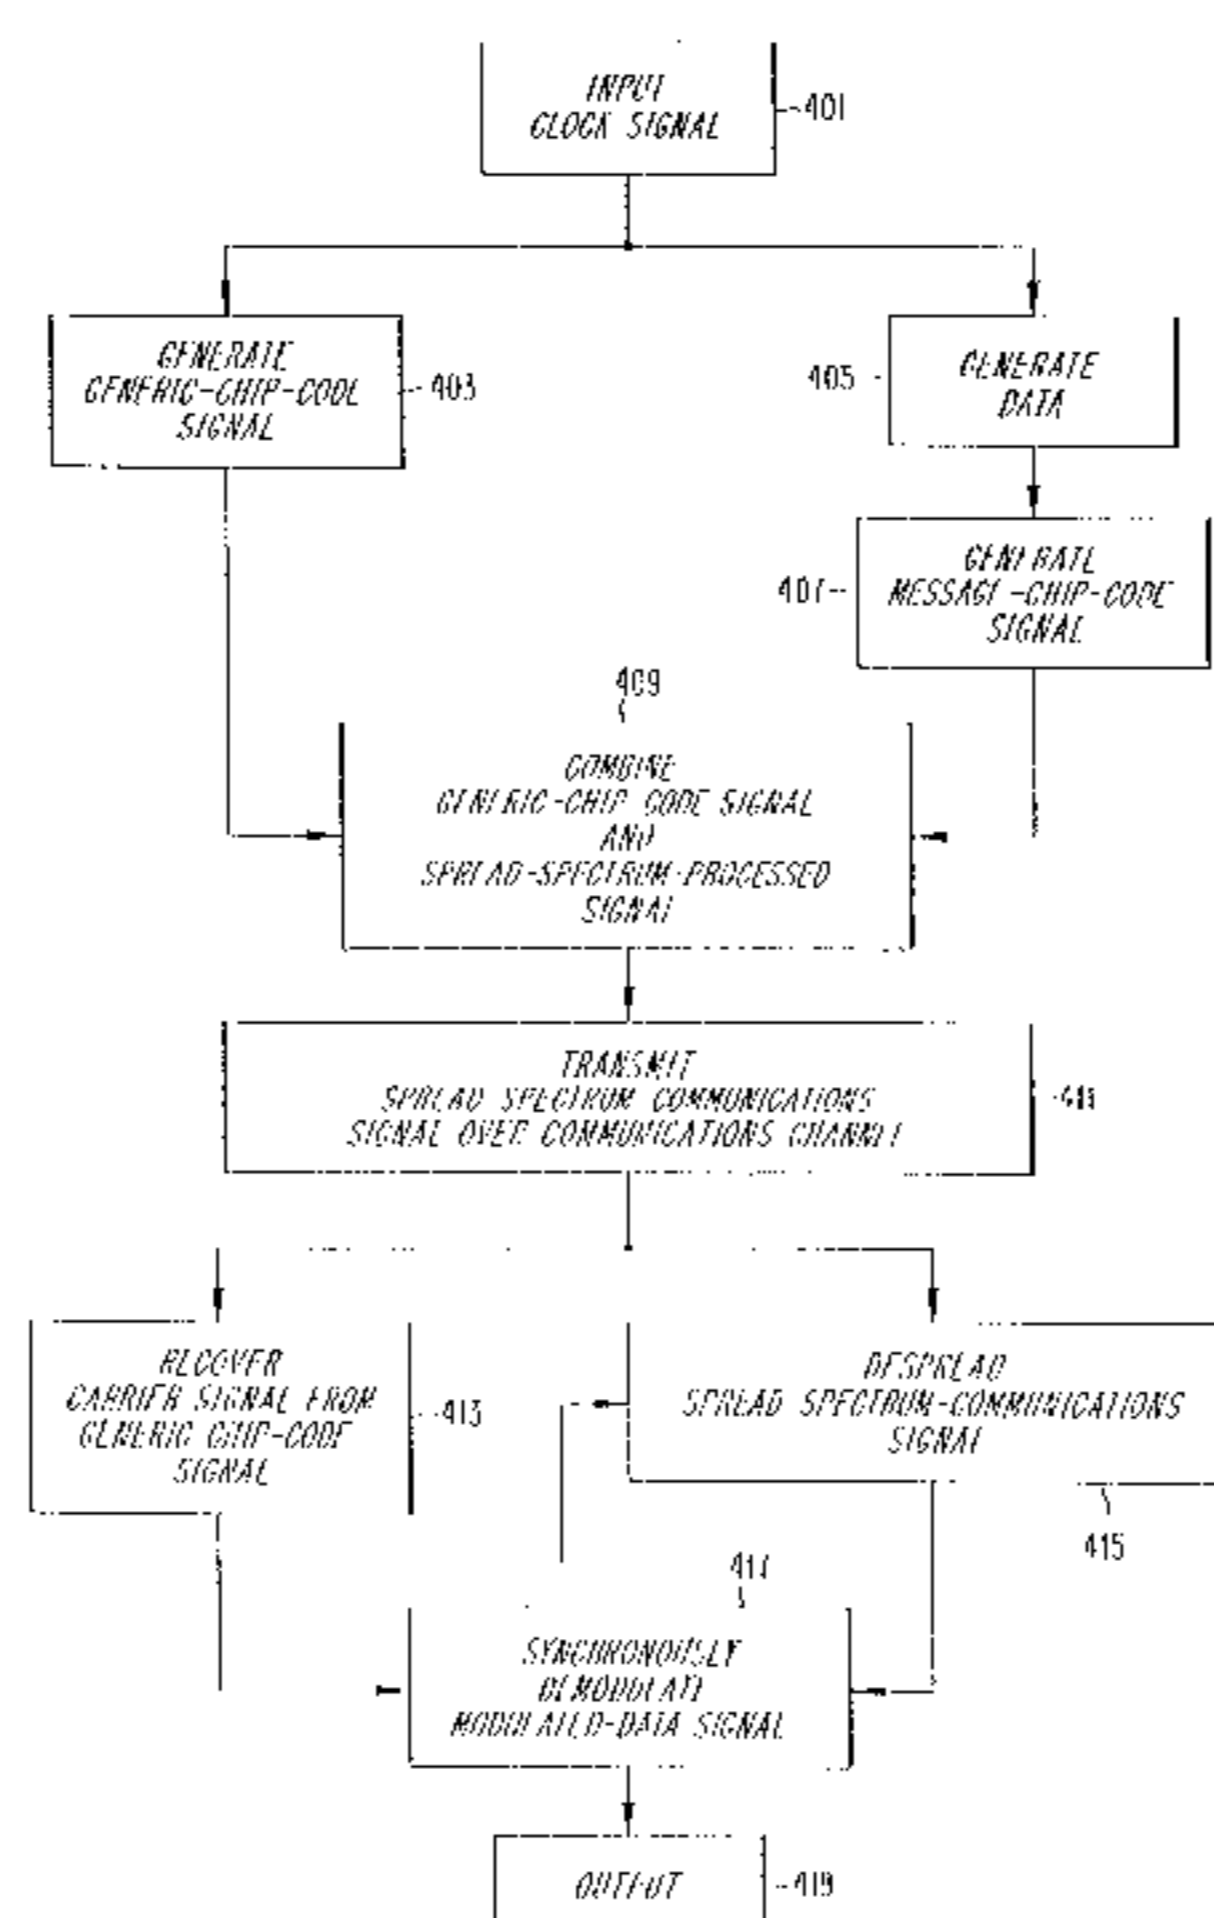 INPUT
CLOCK SIGNAL
401
GENERATE
GENERIC-CHIP-CODE
SIGNAL
403
405
GENERATE
DATA
407
GENERATE
MESSAGE-CHIP-CODE
SIGNAL
409
COMBINE
GENERIC-CHIP CODE SIGNAL
AND
SPREAD-SPECTRUM-PROCESSED
SIGNAL
TRANSMIT
SPREAD SPECTRUM COMMUNICATIONS
SIGNAL OVER COMMUNICATIONS CHANNEL
411
RECOVER
CARRIER SIGNAL FROM
GENERIC CHIP-CODE
SIGNAL
413
DESPREAD
SPREAD SPECTRUM-COMMUNICATIONS
SIGNAL
415
417
SYNCHRONOUSLY
DEMODULATE
MODULATED-DATA SIGNAL
OUTPUT
419